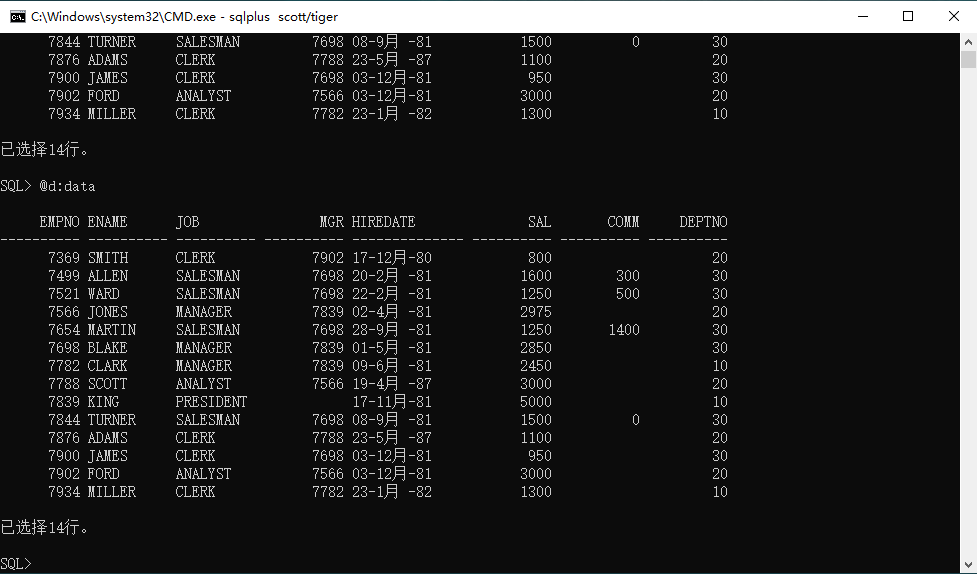 C:\Windows\system32\CMD.exe - sqlplus  scott/tiger
      7844 TURNER     SALESMAN         7698 08-9月 -81           1500          0         30
      7876 ADAMS      CLERK            7788 23-5月 -87           1100                    20
      7900 JAMES      CLERK            7698 03-12月-81            950                    30
      7902 FORD       ANALYST          7566 03-12月-81           3000                    20
      7934 MILLER     CLERK            7782 23-1月 -82           1300                    10
已选择14行。
SQL> @d:data
     EMPNO ENAME      JOB               MGR HIREDATE              SAL       COMM     DEPTNO
---------- ---------- ---------- ---------- -------------- ---------- ---------- ----------
      7369 SMITH      CLERK            7902 17-12月-80            800                    20
      7499 ALLEN      SALESMAN         7698 20-2月 -81           1600        300         30
      7521 WARD       SALESMAN         7698 22-2月 -81           1250        500         30
      7566 JONES      MANAGER          7839 02-4月 -81           2975                    20
      7654 MARTIN     SALESMAN         7698 28-9月 -81           1250       1400         30
      7698 BLAKE      MANAGER          7839 01-5月 -81           2850                    30
      7782 CLARK      MANAGER          7839 09-6月 -81           2450                    10
      7788 SCOTT      ANALYST          7566 19-4月 -87           3000                    20
      7839 KING       PRESIDENT             17-11月-81           5000                    10
      7844 TURNER     SALESMAN         7698 08-9月 -81           1500          0         30
      7876 ADAMS      CLERK            7788 23-5月 -87           1100                    20
      7900 JAMES      CLERK            7698 03-12月-81            950                    30
      7902 FORD       ANALYST          7566 03-12月-81           3000                    20
      7934 MILLER     CLERK            7782 23-1月 -82           1300                    10
已选择14行。
SQL>